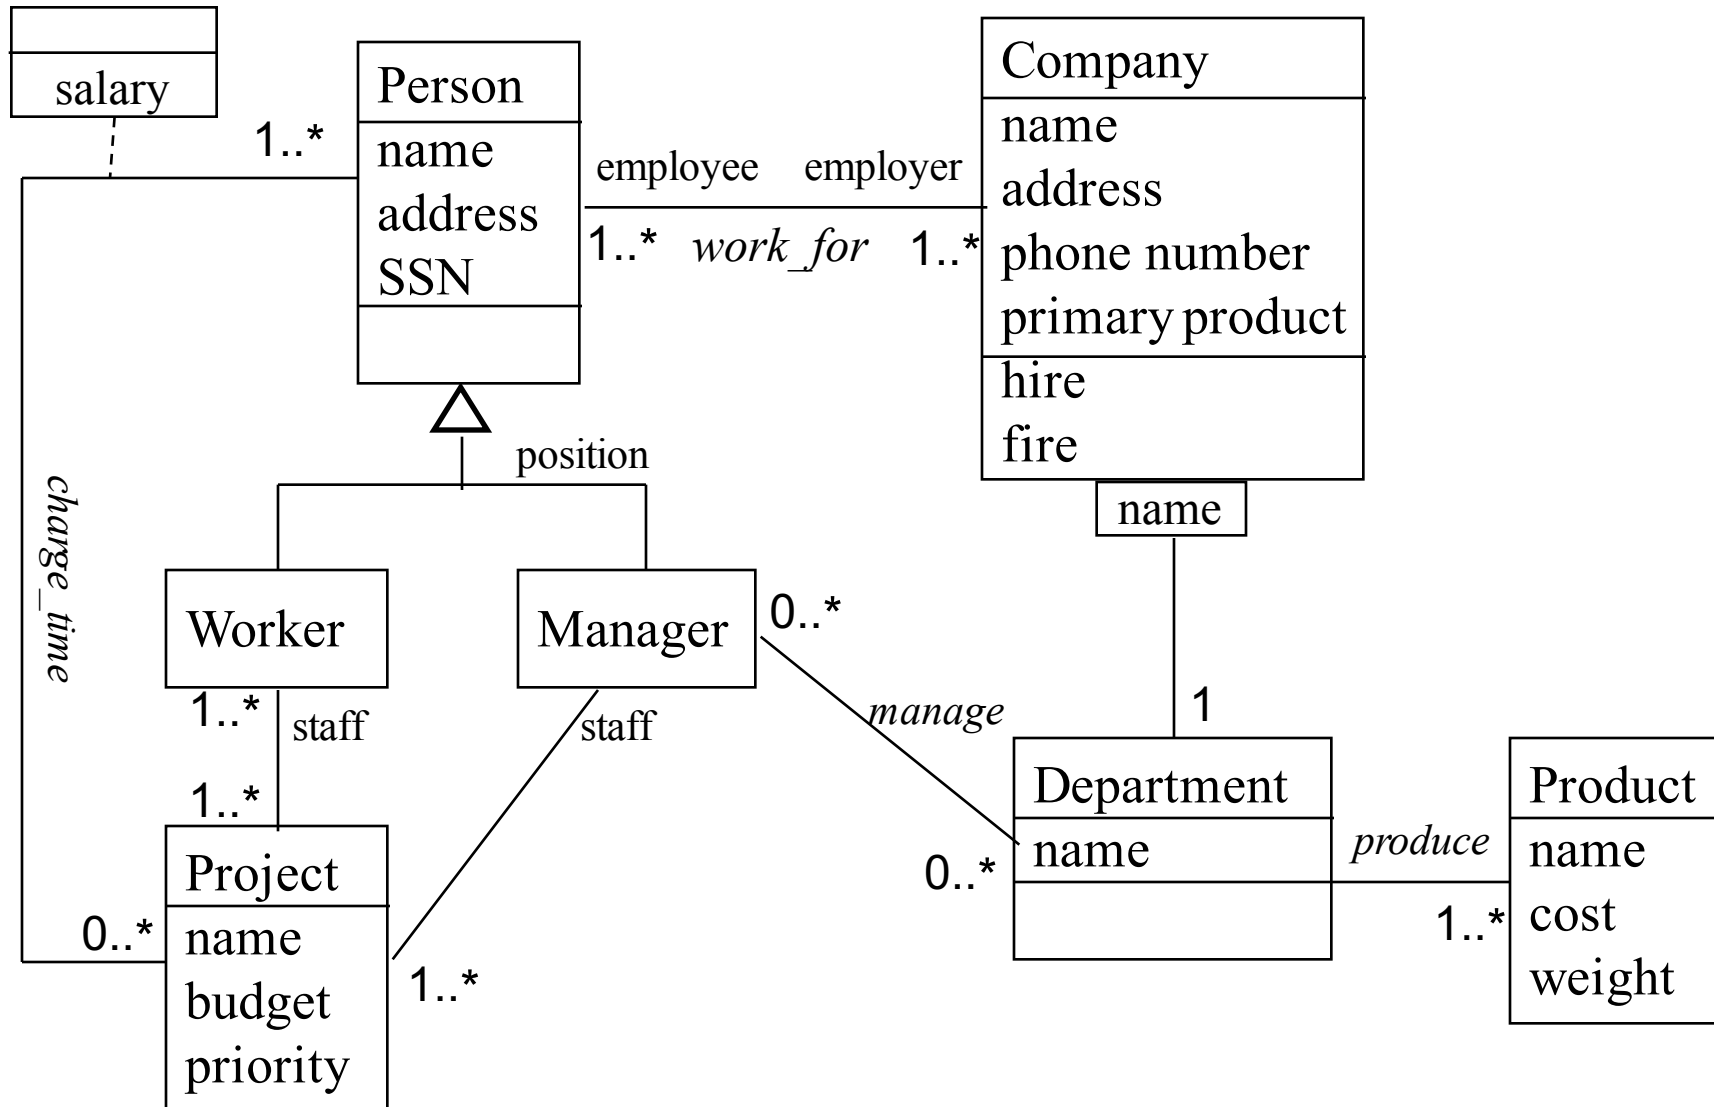 salary
Person
name
address
SSN
1..*
employee employer
1..* work_for 1..*
Company
name
address
phone number
primary product
hire
fire
name
position
charge_time
Worker
Manager
0..*
1..*
staff
staff
manage
1
1..*
Project
name
budget
priority
0..*
1..*
Department
name
0..*
produce
1..*
Product
name
cost
weight